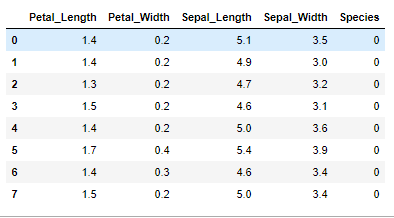 Petal_Length Petal_Width Sepal_Length Sepal_Width Species
0 1.4 0.2 5.1 3.5 0
1 1.4 0.2 4.9 3.0 0
2 1.3 0.2 4.7 3.2 0
3 1.5 0.2 4.6 3.1 0
4 1.4 0.2 5.0 3.6 0
5 1.7 0.4 5.4 3.9 0
6 1.4 0.3 4.6 3.4 0
7 1.5 0.2 5.0 3.4 0